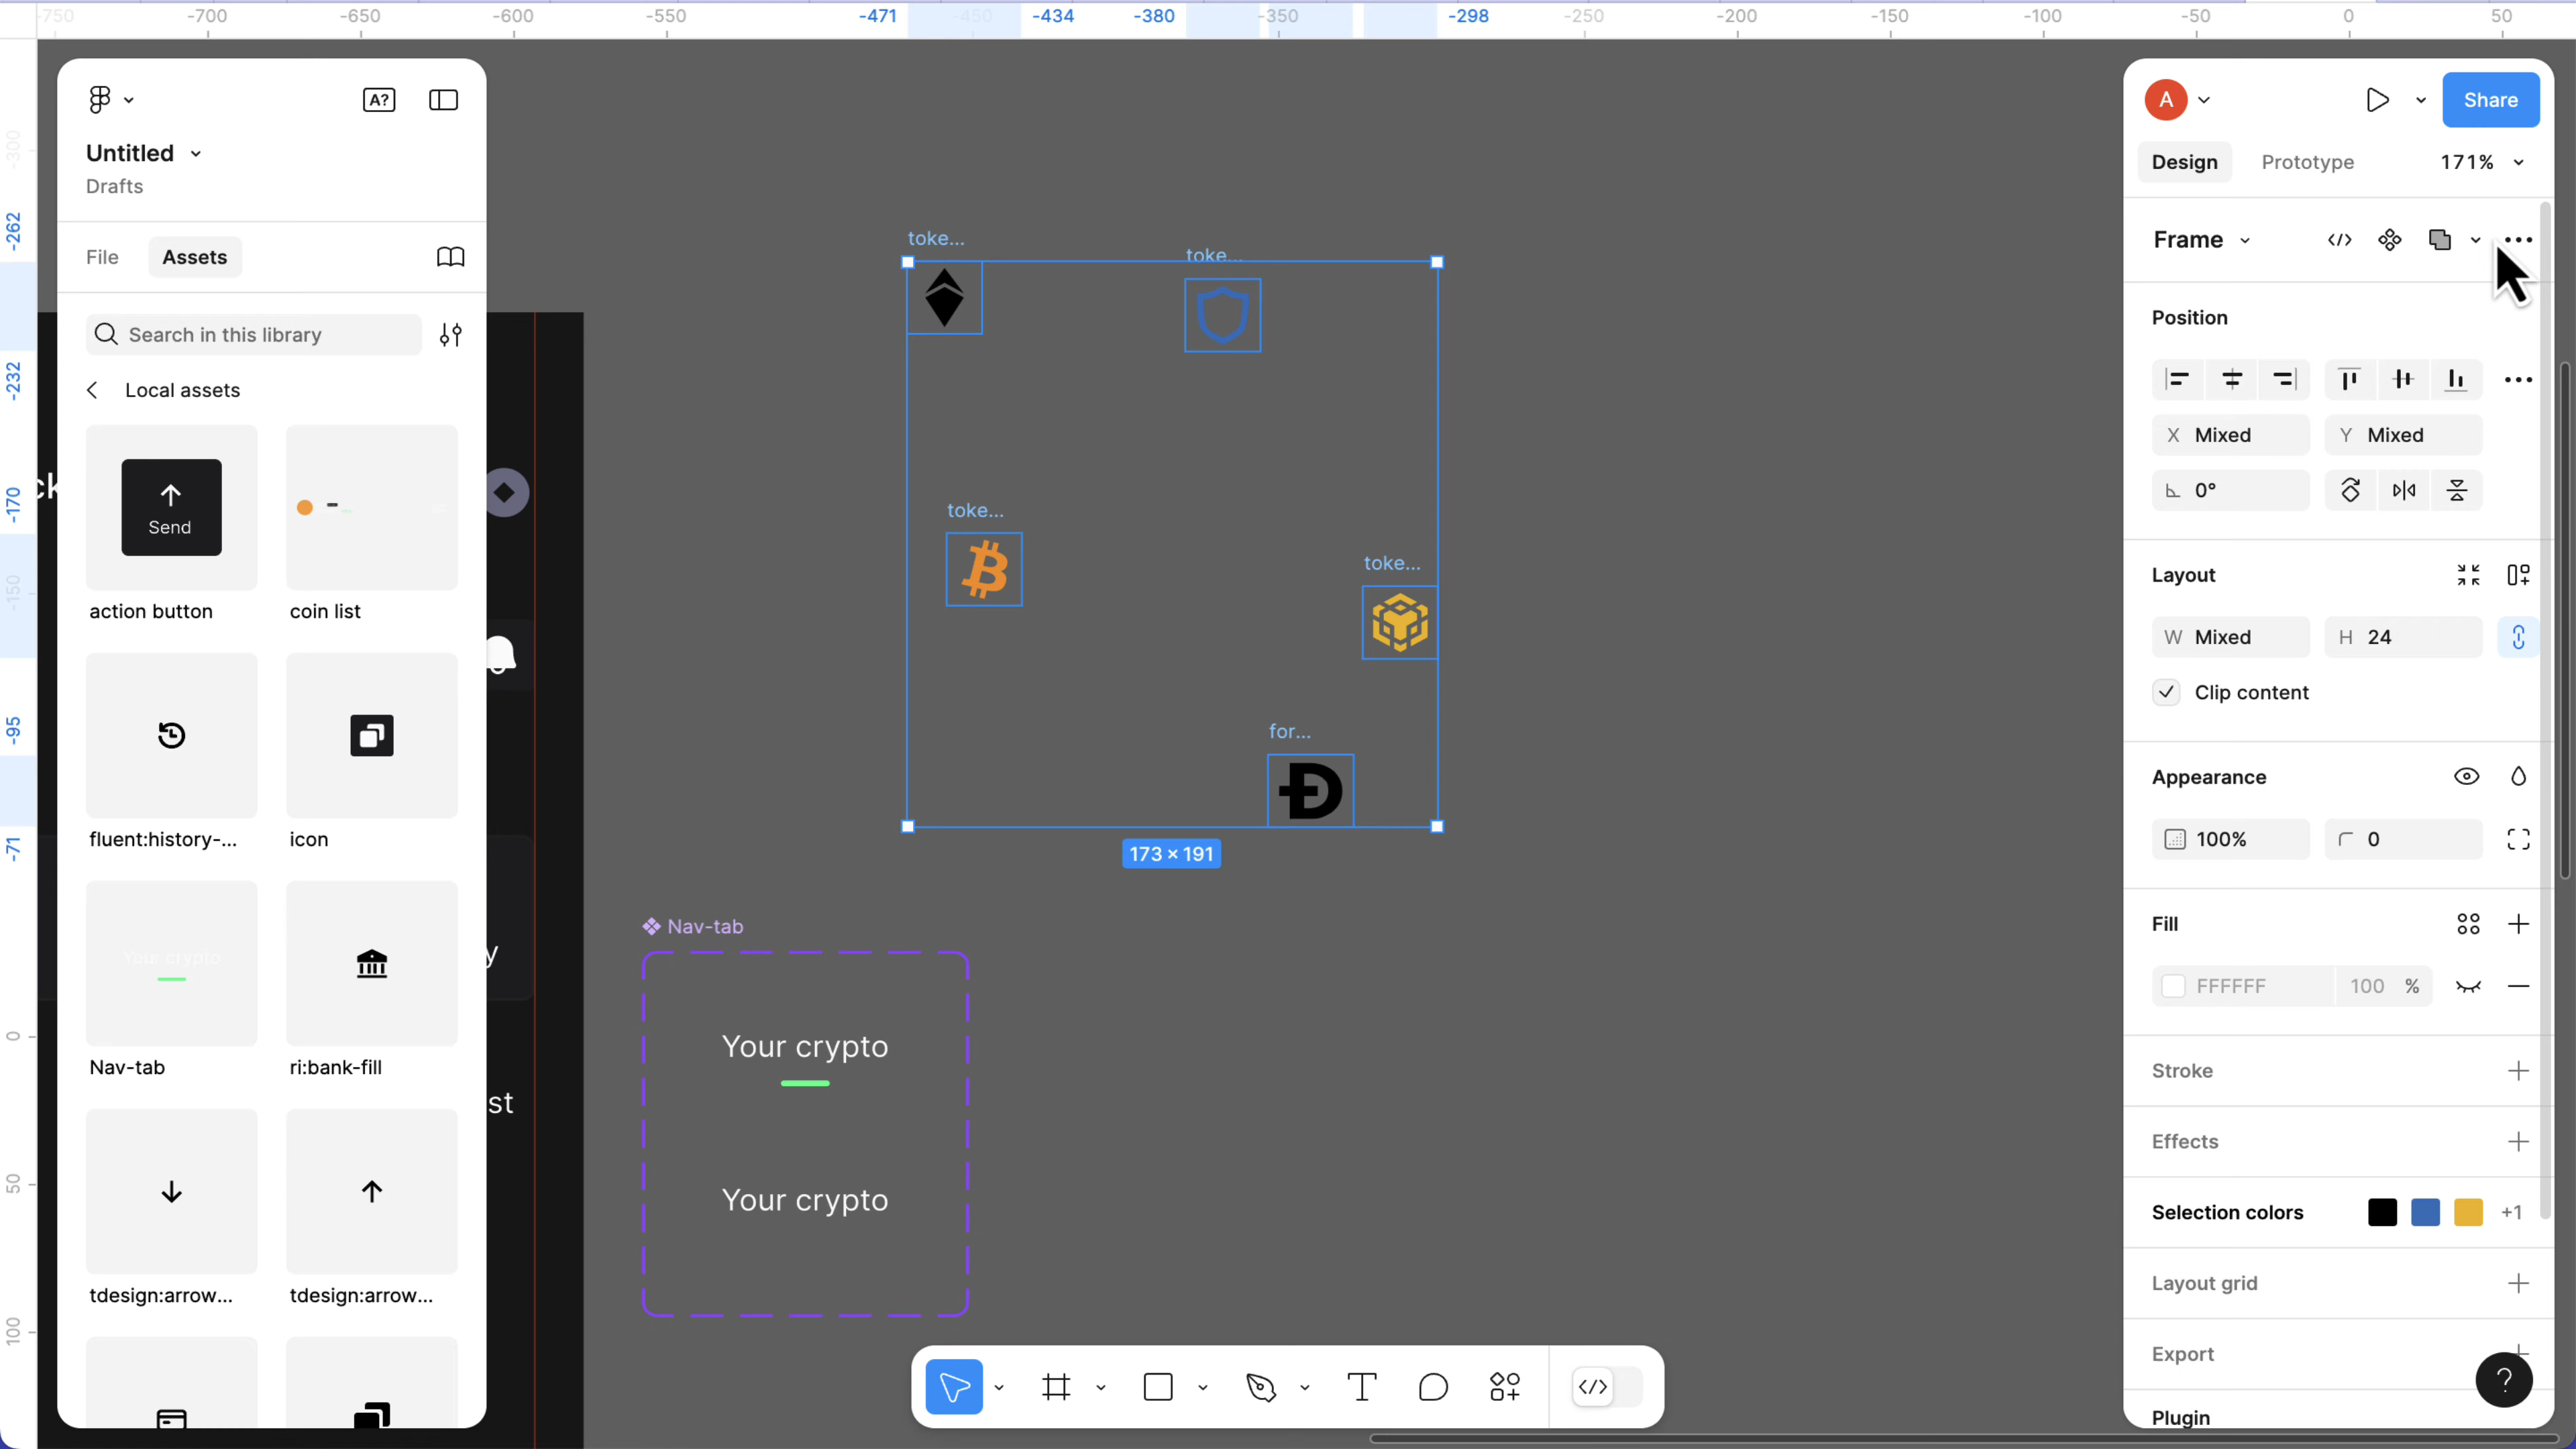 -750 -700 -650 -600 -550 -471 -450 -434 -380 -350 -298 -250 -200 -150 -100 -50 0 50
-300
-262
-232
-170
-150
-95
-71
0
50
100
A?
Untitled
Drafts
File Assets
Search in this library
Local assets
Send
action button
coin list
fluent:history-...
icon
Your crypto
Nav-tab
ri:bank-fill
tdesign:arrow...
tdesign:arrow...
ck
y
st
toke...
toke...
toke...
toke...
for...
173 × 191
Nav-tab
Your crypto
Your crypto
A
Share
Design Prototype 171%
Frame
Position
X Mixed Y Mixed
0°
Layout
W Mixed H 24
Clip content
Appearance
100% 0
Fill
FFFFFF 100 %
Stroke
Effects
Selection colors +1
Layout grid
Export
?
Plugin